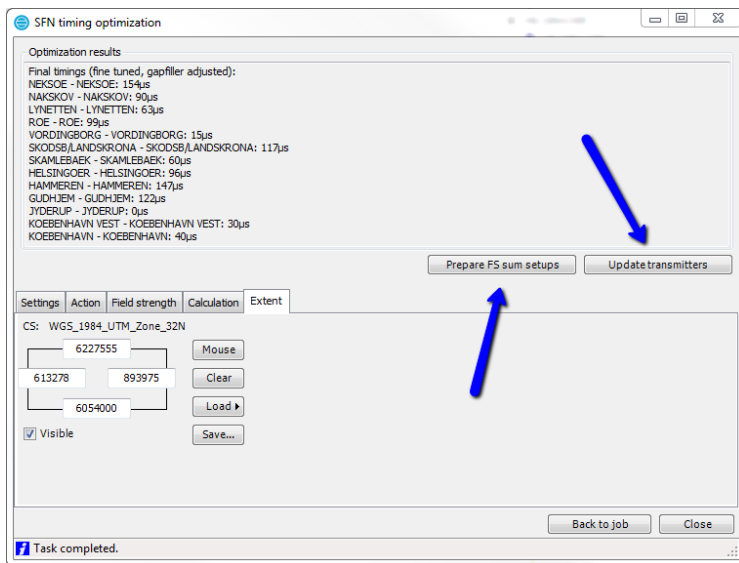 SFN timing optimization
Optimization results
Final timings (fine tuned, gapfiller adjusted):
NEKSOE - NEKSOE: 154µs
NAKSKOV - NAKSKOV: 90µs
LYNETTEN - LYNETTEN: 63µs
ROE - ROE: 99µs
VORDINGBORG - VORDINGBORG: 15µs
SKODSB/LANDSKRONA - SKODSB/LANDSKRONA: 117µs
SKAMLEBAEK - SKAMLEBAEK: 60µs
HELSINGOER - HELSINGOER: 96µs
HAMMEREN - HAMMEREN: 147µs
GUDHJEM - GUDHJEM: 122µs
JYDERUP - JYDERUP: 0µs
KOEBENHAVN VEST - KOEBENHAVN VEST: 30µs
KOEBENHAVN - KOEBENHAVN: 40µs
Prepare FS sum setups Update transmitters
Settings Action Field strength Calculation Extent
CS: WGS_1984_UTM_Zone_32N
6227555 Mouse
613278 893975 Clear
6054000 Load
Visible Save...
Back to job Close
Task completed.